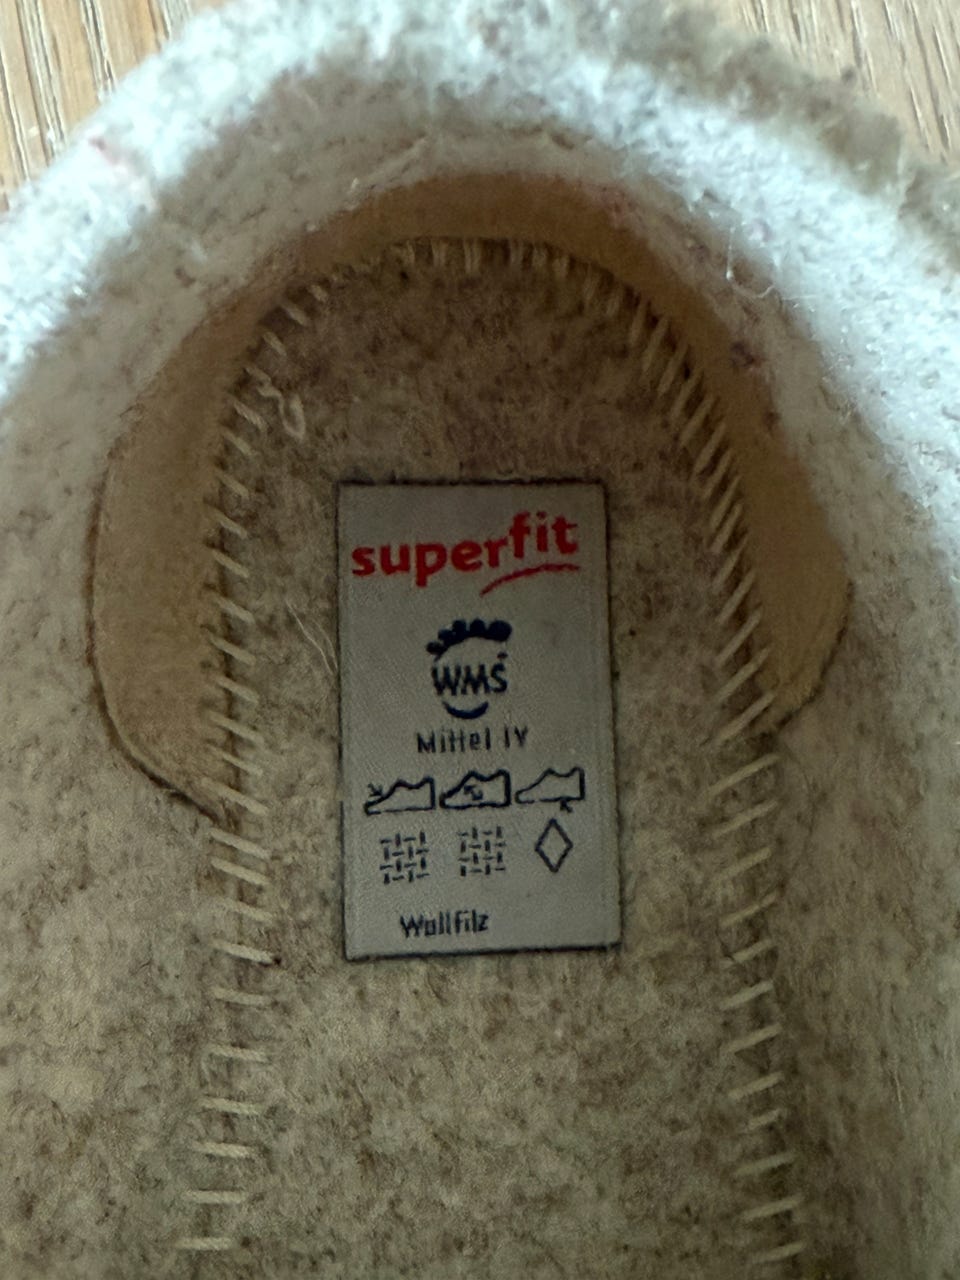 superfit
WMS
Mittel IV
Wollfilz